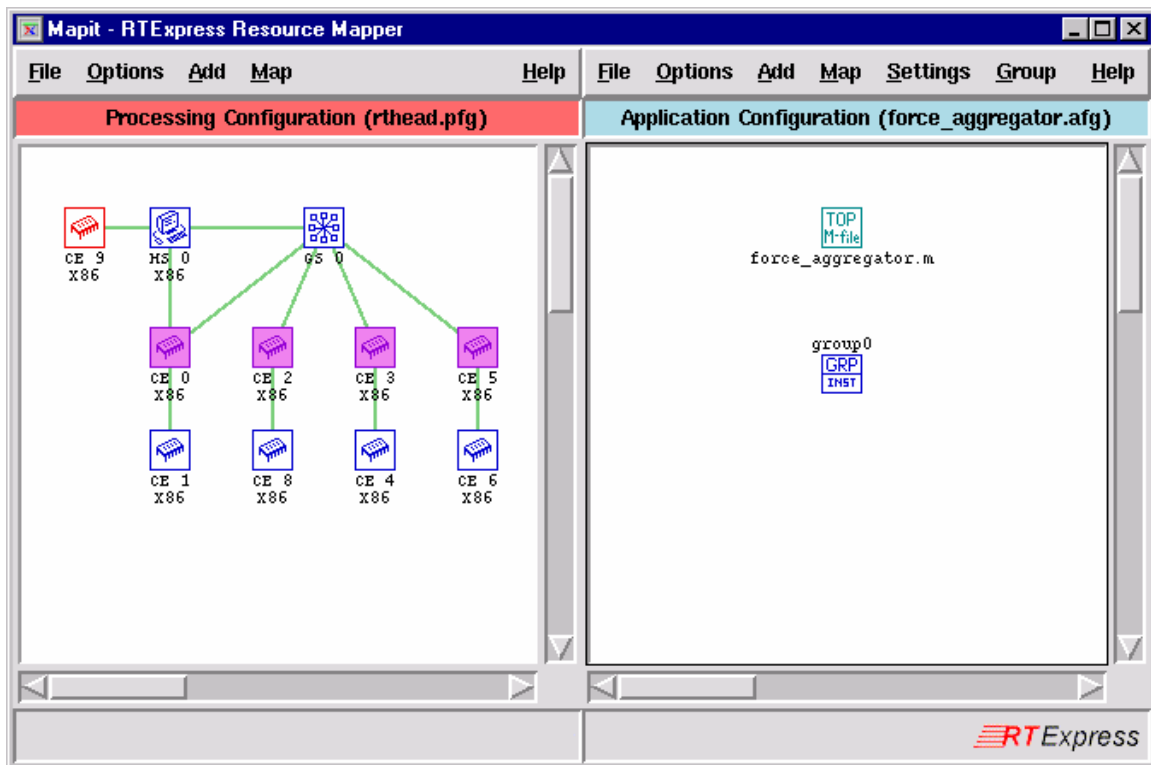 Mapit - RTExpress Resource Mapper
File Options Add Map Help
File Options Add Map Settings Group Help
Processing Configuration (rthead.pfg)
Application Configuration (force_aggregator.afg)
CE 9
X86
HS 0
X86
GS 0
TOP
M-file
force_aggregator.m
CE 0
X86
CE 2
X86
CE 3
X86
CE 5
X86
group0
GRP
INST
CE 1
X86
CE 8
X86
CE 4
X86
CE 6
X86
RTExpress